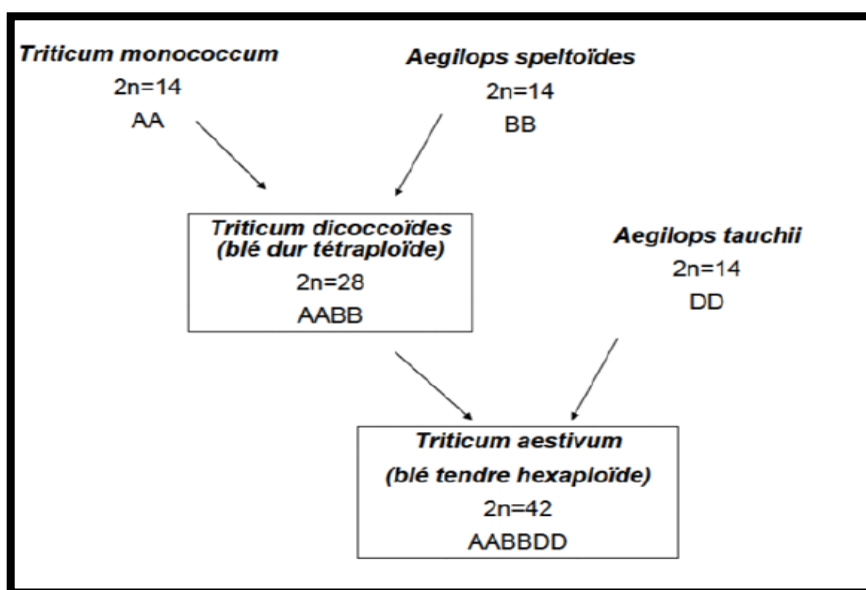 Triticum monococcum
2n=14
AA
Aegilops speltoïdes
2n=14
BB
Triticum dicoccoïdes
(blé dur tétraploïde)
2n=28
AABB
Aegilops tauchii
2n=14
DD
Triticum aestivum
(blé tendre hexaploïde)
2n=42
AABBDD